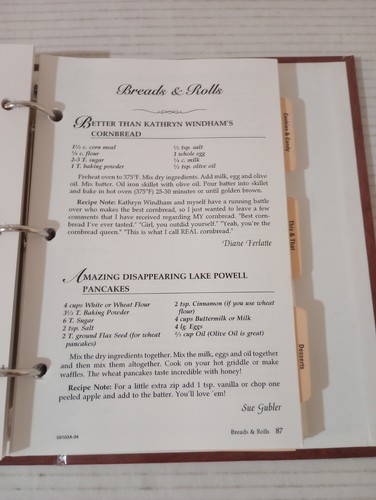 Breads & Rolls
BETTER THAN KATHRYN WINDHAM'S
CORNBREAD
1½ c. corn meal
½ tsp. salt
¾ c. flour
1 whole egg
2-3 T. sugar
¾ c. milk
1 T. baking powder
½ tsp. olive oil
Preheat oven to 375°F. Mix dry ingredients. Add milk, egg and olive
oil. Mix batter. Oil iron skillet with olive oil. Pour batter into skillet
and bake in hot oven (375°F) 25-30 minutes or until golden brown.
Recipe Note: Kathryn Windham and myself have a running battle
over who makes the best cornbread, so I just wanted to leave a few
comments that I have received regarding MY cornbread. "Best corn-
bread I've ever tasted." "Girl, you outdid yourself." "Yeah, you're the
cornbread queen." "This is what I call REAL cornbread."
Diane Ferlatte
AMAZING DISAPPEARING LAKE POWELL
PANCAKES
4 cups White or Wheat Flour
2 tsp. Cinnamon (if you use wheat
flour)
3½ T. Baking Powder
6 T. Sugar
4 cups Buttermilk or Milk
2 tsp. Salt
4 lg. Eggs
2 T. ground Flax Seed (for wheat
pancakes)
cup Oil (Olive Oil is great)
Mix the dry ingredients together. Mix the milk, eggs and oil together
and then mix them altogether. Cook on your hot griddle or make
waffles. The wheat pancakes taste incredible with honey!
Recipe Note: For a little extra zip add 1 tsp. vanilla or chop one
peeled apple and add to the batter. You'll love 'em!
Sue Gubler
Breads & Rolls 87
Cookies & Candy
This & That
Desserts